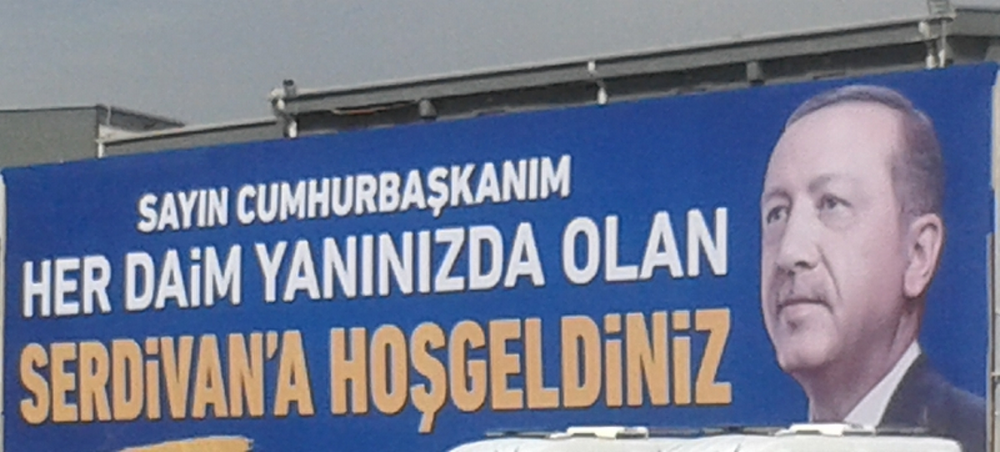 SAYIN CUMHURBAŞKANIM
HER DAiM YANINIZDA OLAN
SERDiVAN'A HOŞGELDiNiZ